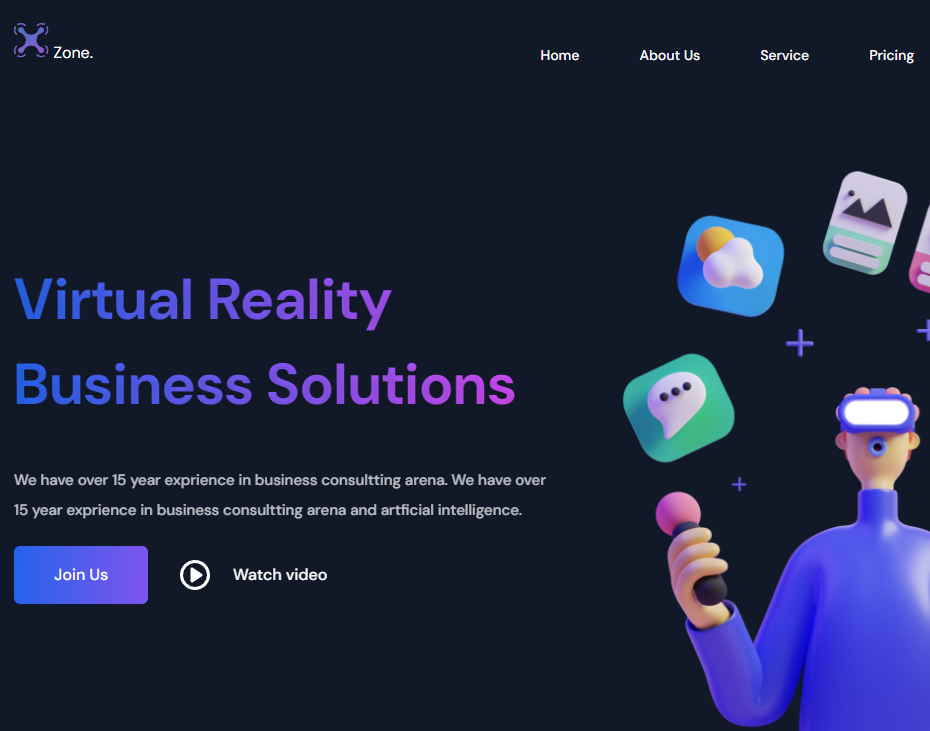 Zone.
Home About Us Service Pricing
Virtual Reality
Business Solutions
We have over 15 year exprience in business consultting arena. We have over
15 year exprience in business consultting arena and artficial intelligence.
Join Us Watch video